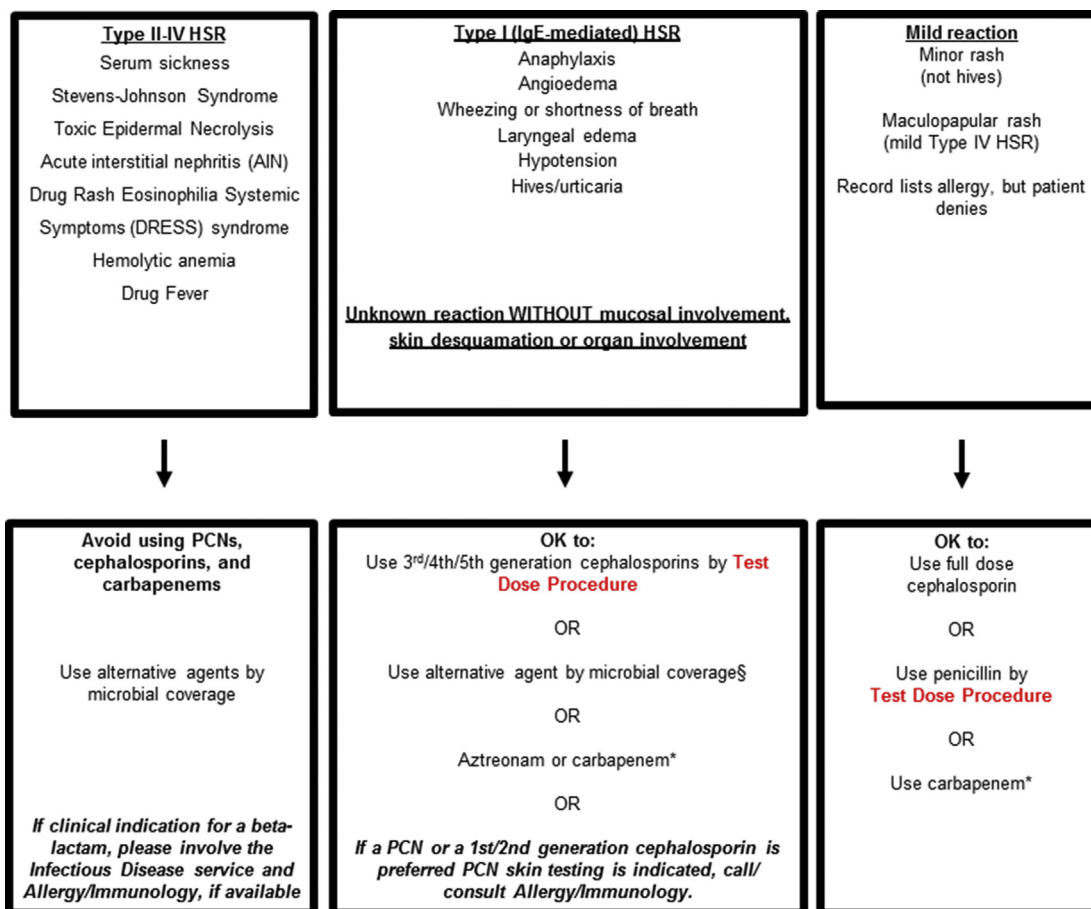 Type II-IV HSR
Serum sickness
Stevens-Johnson Syndrome
Toxic Epidermal Necrolysis
Acute interstitial nephritis (AIN)
Drug Rash Eosinophilia Systemic
Symptoms (DRESS) syndrome
Hemolytic anemia
Drug Fever
Type I (IgE-mediated) HSR
Anaphylaxis
Angioedema
Wheezing or shortness of breath
Laryngeal edema
Hypotension
Hives/urticaria
Unknown reaction WITHOUT mucosal involvement,
skin desquamation or organ involvement
Mild reaction
Minor rash
(not hives)
Maculopapular rash
(mild Type IV HSR)
Record lists allergy, but patient
denies
Avoid using PCNs,
cephalosporins, and
carbapenems
Use alternative agents by
microbial coverage
If clinical indication for a beta-
lactam, please involve the
Infectious Disease service and
Allergy/Immunology, if available
OK to:
Use 3rd/4th/5th generation cephalosporins by Test
Dose Procedure
OR
Use alternative agent by microbial coverage§
OR
Aztreonam or carbapenem*
OR
If a PCN or a 1st/2nd generation cephalosporin is
preferred PCN skin testing is indicated, call/
consult Allergy/Immunology.
OK to:
Use full dose
cephalosporin
OR
Use penicillin by
Test Dose Procedure
OR
Use carbapenem*